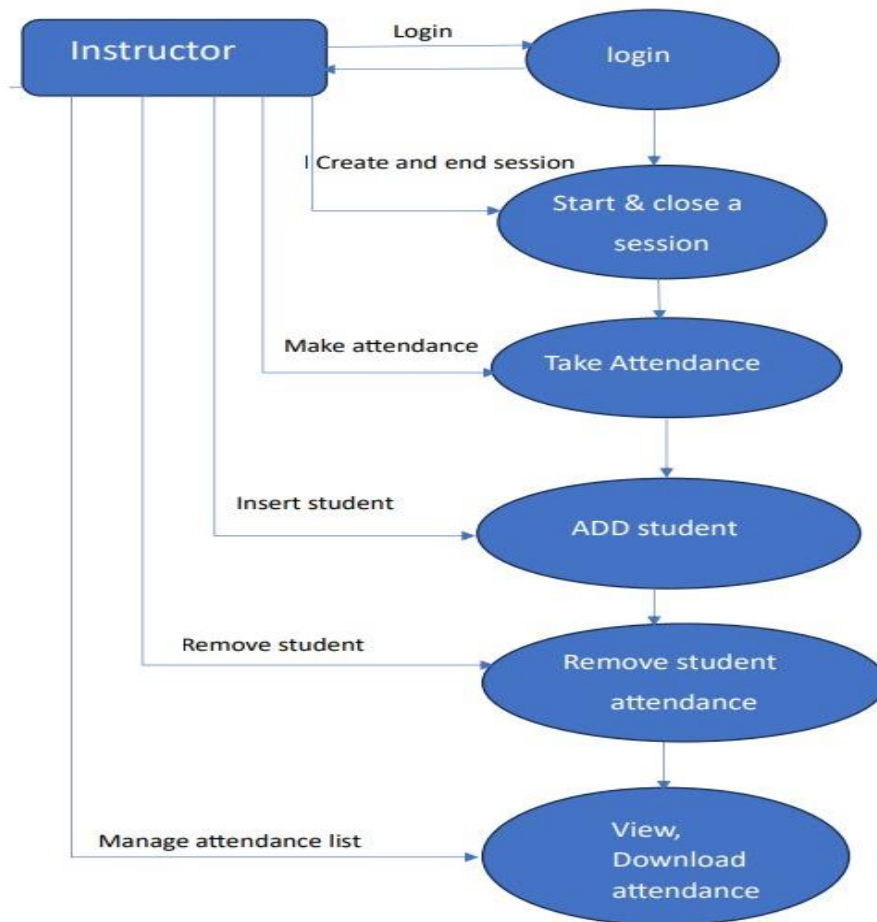 Instructor
Login
login
Create and end session
Start & close a
session
Make attendance
Take Attendance
Insert student
ADD student
Remove student
Remove student
attendance
Manage attendance list
View,
Download
attendance